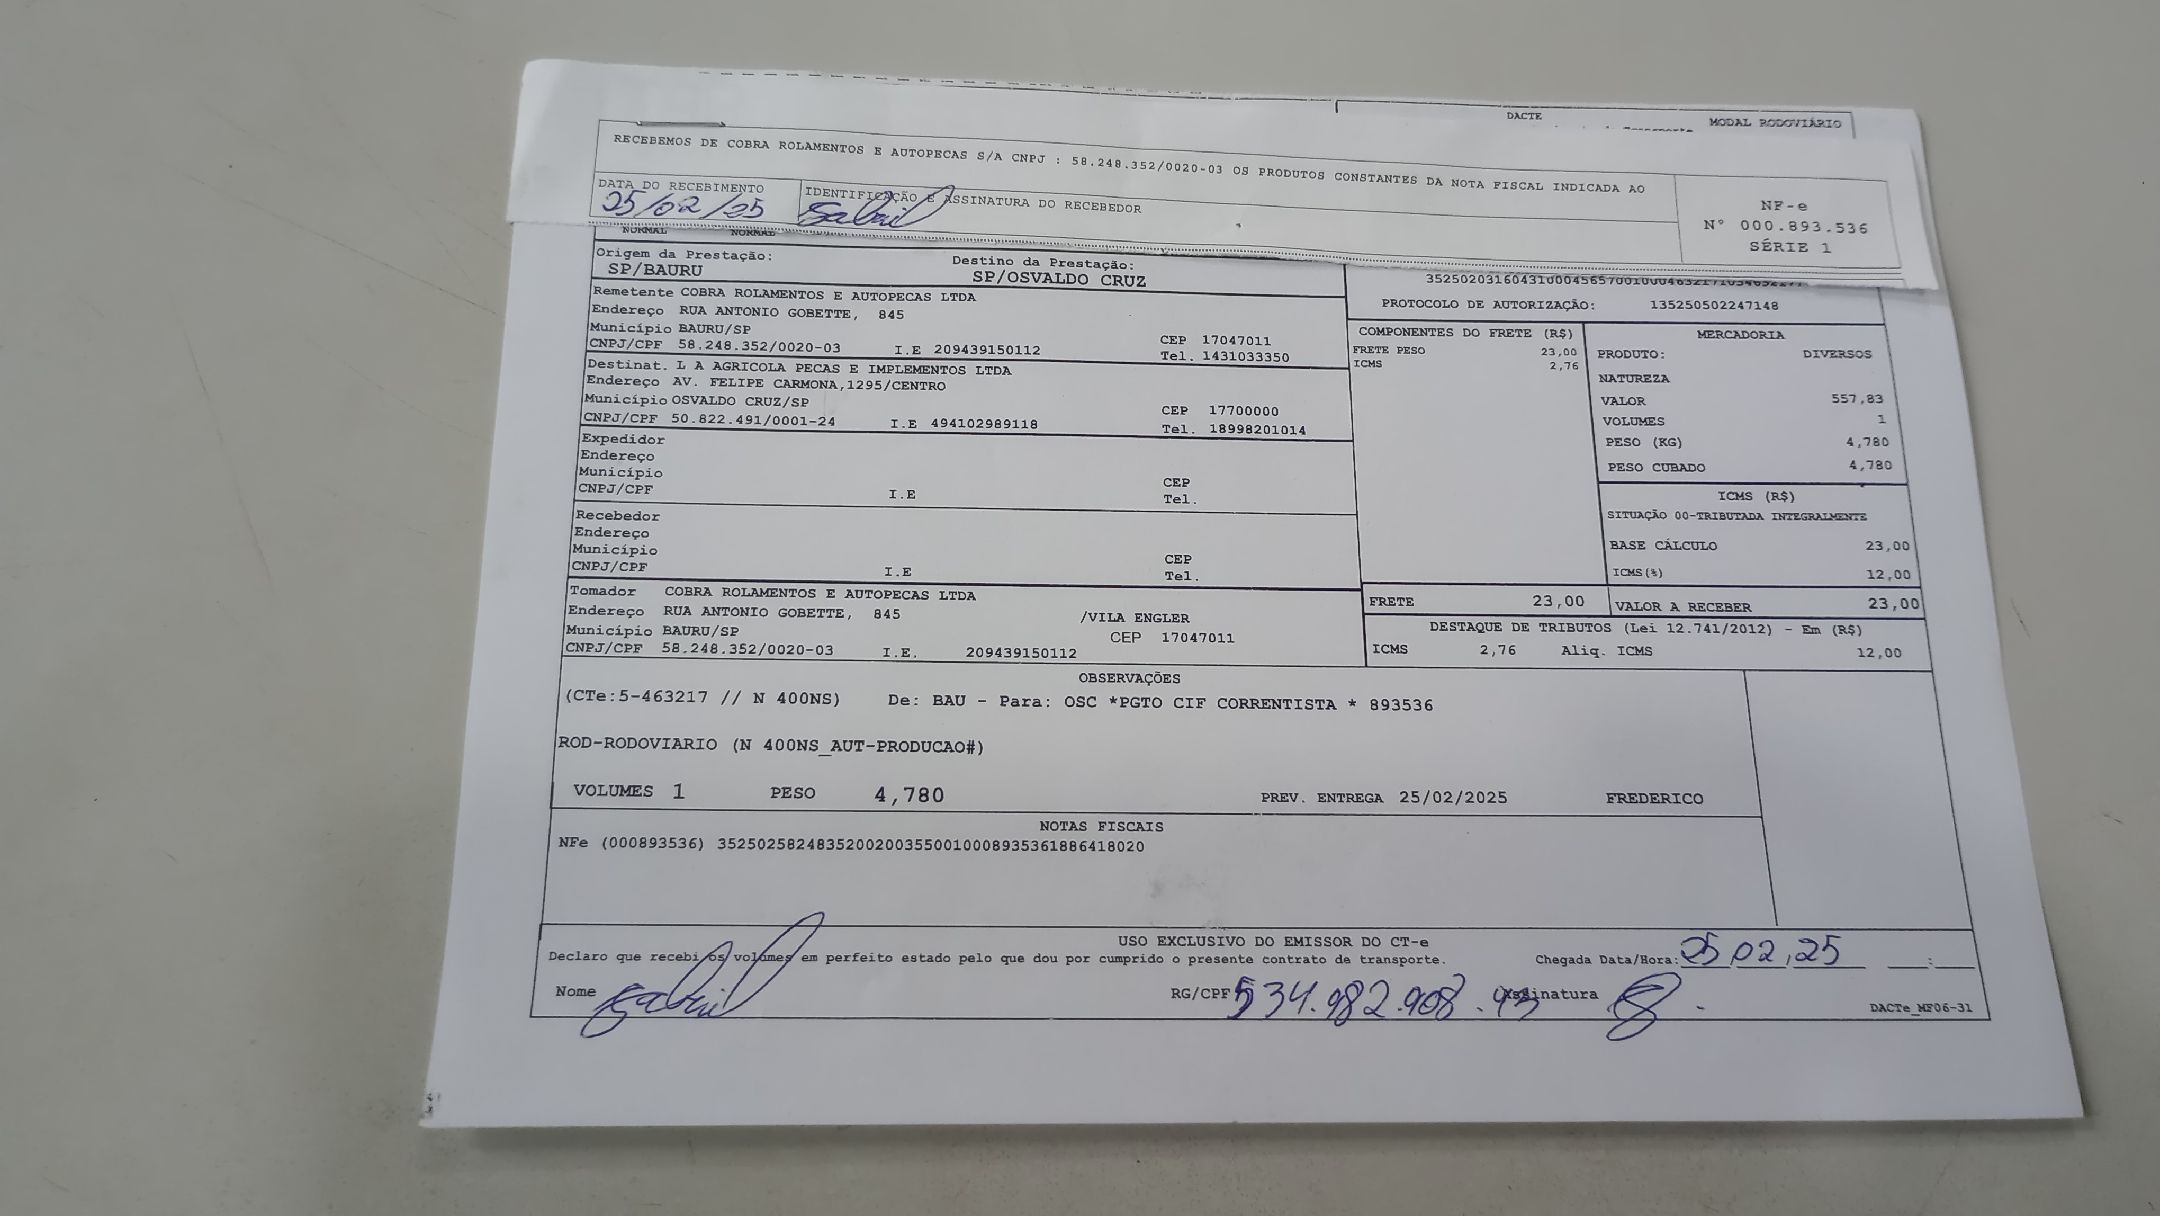 DACTE
MODAL RODOVIÁRIO
RECEBEMOS DE COBRA ROLAMENTOS E AUTOPECAS S/A CNPJ : 58.248.352/0020-03 OS PRODUTOS CONSTANTES DA NOTA FISCAL INDICADA AO
DATA DO RECEBIMENTO
25/02/25
IDENTIFICAÇÃO E ASSINATURA DO RECEBEDOR
Gabriel
NF-e
Nº 000.893.536
SÉRIE 1
NORMAL NORMAL
Origem da Prestação:
SP/BAURU
Destino da Prestação:
SP/OSVALDO CRUZ
PROTOCOLO DE AUTORIZAÇÃO: 135250502247148
Remetente COBRA ROLAMENTOS E AUTOPECAS LTDA
Endereço RUA ANTONIO GOBETTE, 845
Município BAURU/SP CEP 17047011
CNPJ/CPF 58.248.352/0020-03 I.E 209439150112 Tel. 1431033350
Destinat. L A AGRICOLA PECAS E IMPLEMENTOS LTDA
Endereço AV. FELIPE CARMONA,1295/CENTRO
Município OSVALDO CRUZ/SP CEP 17700000
CNPJ/CPF 50.822.491/0001-24 I.E 494102989118 Tel. 18998201014
Expedidor
Endereço
Município CEP
CNPJ/CPF I.E Tel.
Recebedor
Endereço
Município CEP
CNPJ/CPF I.E Tel.
Tomador COBRA ROLAMENTOS E AUTOPECAS LTDA
Endereço RUA ANTONIO GOBETTE, 845 /VILA ENGLER
Município BAURU/SP CEP 17047011
CNPJ/CPF 58.248.352/0020-03 I.E. 209439150112
COMPONENTES DO FRETE (R$)
FRETE PESO 23,00
ICMS 2,76
MERCADORIA
PRODUTO: DIVERSOS
NATUREZA
VALOR 557,83
VOLUMES 1
PESO (KG) 4,780
PESO CUBADO 4,780
ICMS (R$)
SITUAÇÃO 00-TRIBUTADA INTEGRALMENTE
BASE CÁLCULO 23,00
ICMS(%) 12,00
FRETE 23,00 VALOR A RECEBER 23,00
DESTAQUE DE TRIBUTOS (Lei 12.741/2012) - Em (R$)
ICMS 2,76 Aliq. ICMS 12,00
OBSERVAÇÕES
(CTe:5-463217 // N 400NS) De: BAU - Para: OSC *PGTO CIF CORRENTISTA * 893536
ROD-RODOVIARIO (N 400NS_AUT-PRODUCAO#)
VOLUMES 1 PESO 4,780 PREV. ENTREGA 25/02/2025 FREDERICO
NOTAS FISCAIS
NFe (000893536) 35250258248352002003550010008935361886418020
USO EXCLUSIVO DO EMISSOR DO CT-e
Declaro que recebi os volumes em perfeito estado pelo que dou por cumprido o presente contrato de transporte. Chegada Data/Hora: 25 02,25 :
Nome Gabriel RG/CPF 534.982.908.93 Assinatura
DACTe_MF06-31